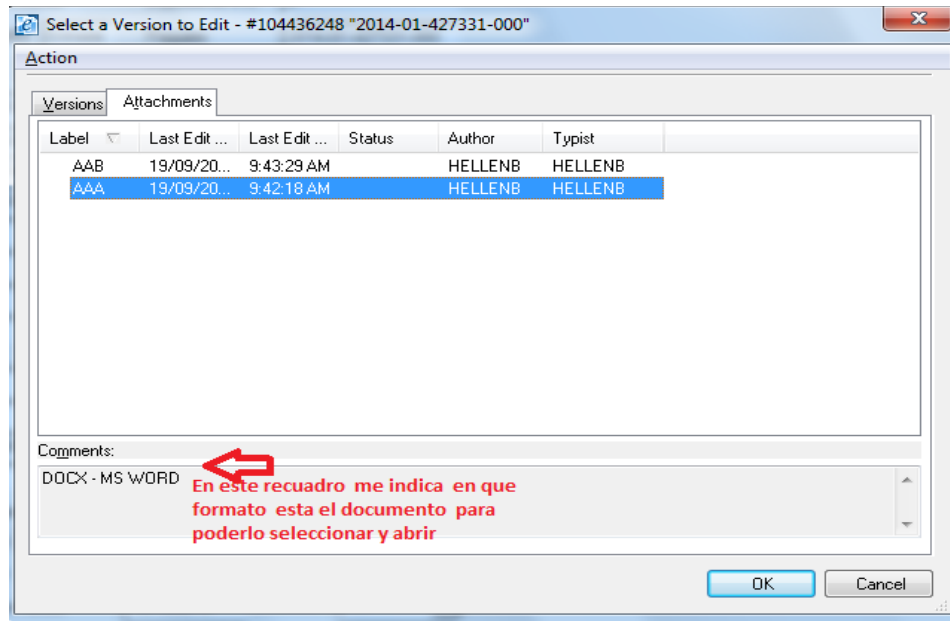 Select a Version to Edit - #104436248 "2014-01-427331-000"
Action
Versions Attachments
Label Last Edit ... Last Edit ... Status Author Typist
AAB 19/09/20... 9:43:29 AM HELLENB HELLENB
AAA 19/09/20... 9:42:18 AM HELLENB HELLENB
Comments:
DOCX - MS WORD
En este recuadro me indica en que
formato esta el documento para
poderlo seleccionar y abrir
OK Cancel